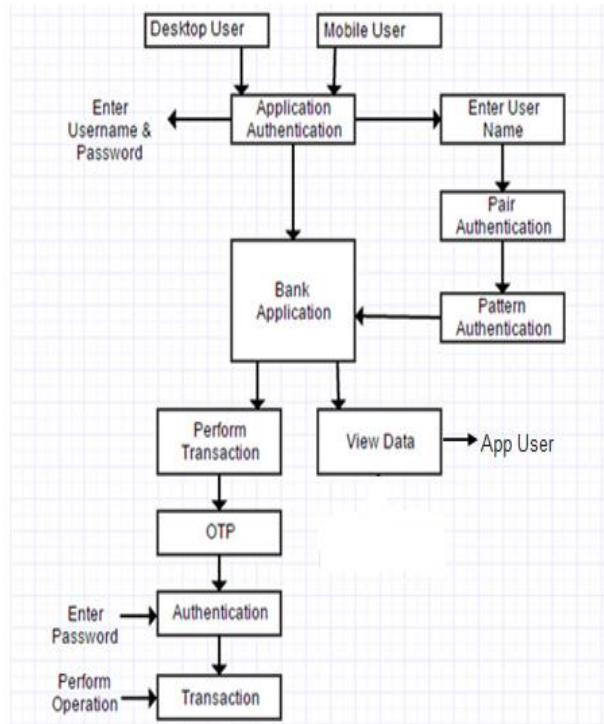 Desktop User
Mobile User
Enter
Username &
Password
Application
Authentication
Enter User
Name
Pair
Authentication
Bank
Application
Pattern
Authentication
Perform
Transaction
View Data
App User
OTP
Enter
Password
Authentication
Perform
Operation
Transaction